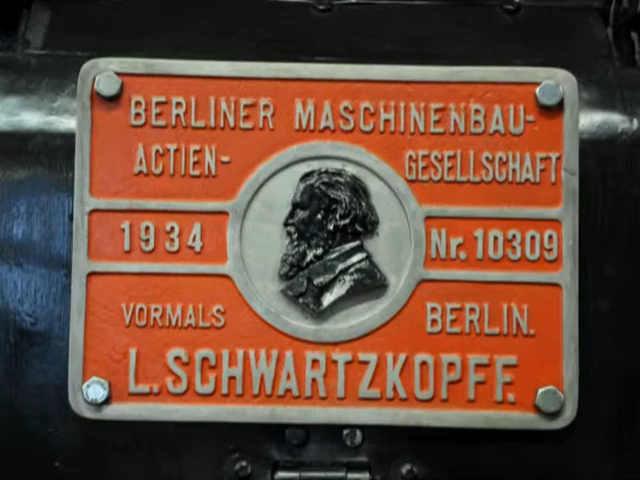 BERLINER MASCHINENBAU-
ACTIEN- GESELLSCHAFT
1934 Nr. 10309
VORMALS BERLIN.
L. SCHWARTZKOPFF.